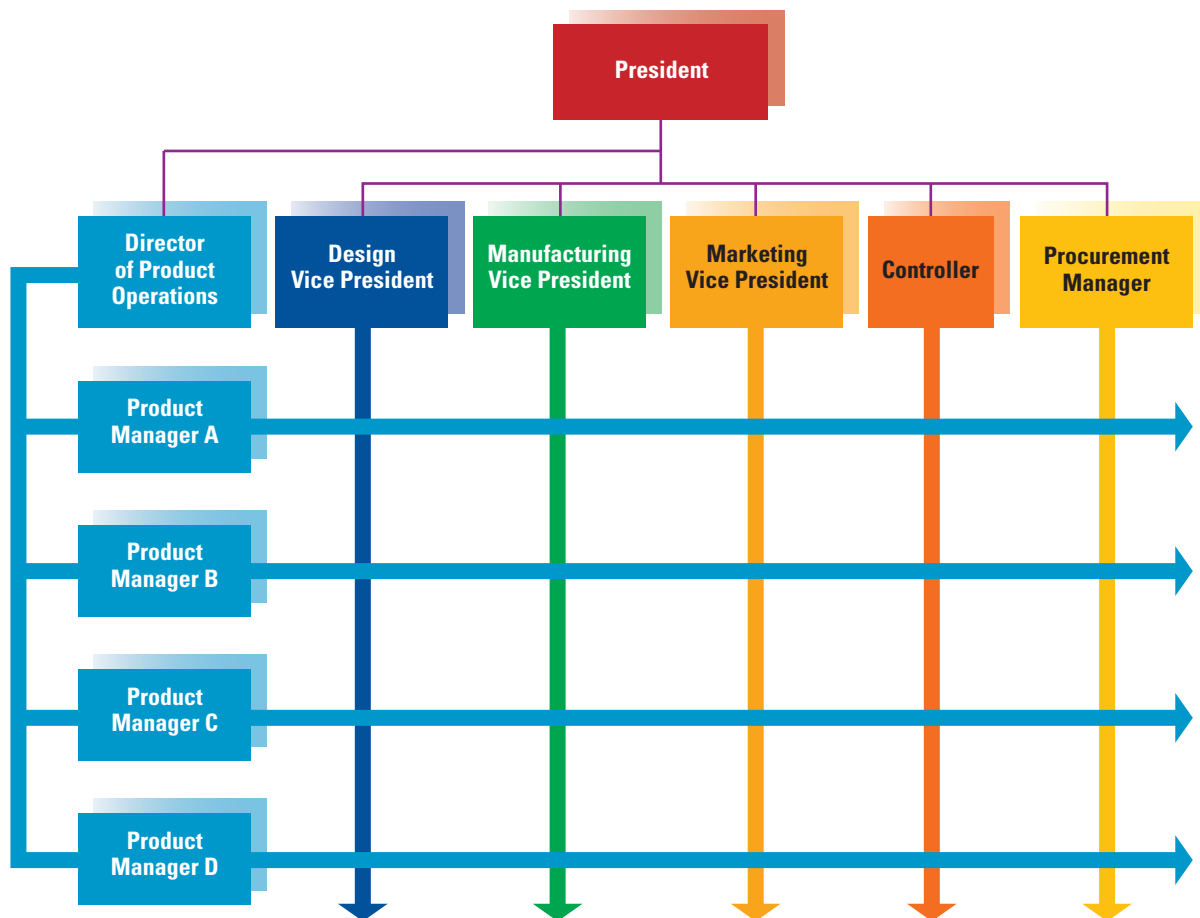 President
Director
of Product
Operations
Design
Vice President
Manufacturing
Vice President
Marketing
Vice President
Controller
Procurement
Manager
Product
Manager A
Product
Manager B
Product
Manager C
Product
Manager D